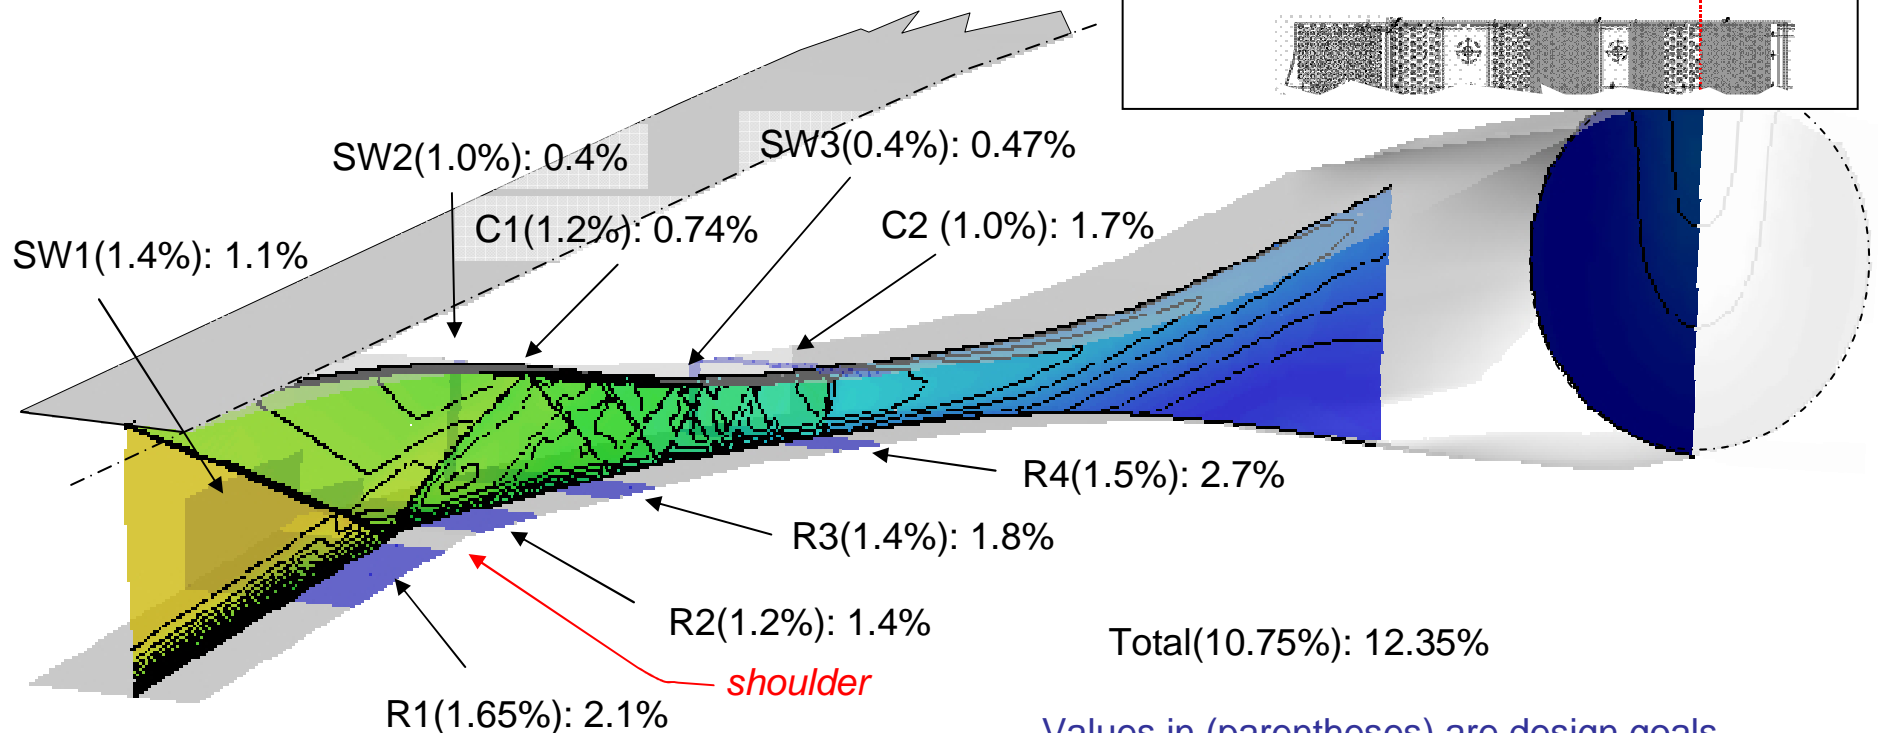 SW2(1.0%): 0.4%
SW3(0.4%): 0.47%
C1(1.2%): 0.74%
C2 (1.0%): 1.7%
SW1(1.4%): 1.1%
R4(1.5%): 2.7%
R3(1.4%): 1.8%
R2(1.2%): 1.4%
Total(10.75%): 12.35%
shoulder
R1(1.65%): 2.1%
Values in (parentheses) are design goals